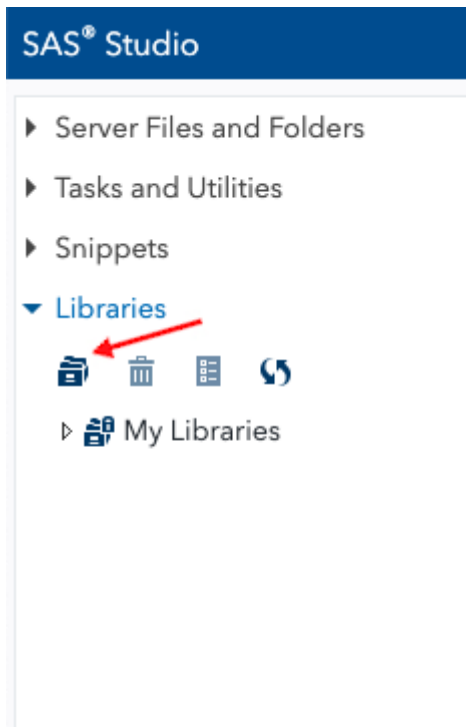 SAS® Studio
Server Files and Folders
Tasks and Utilities
Snippets
Libraries
My Libraries